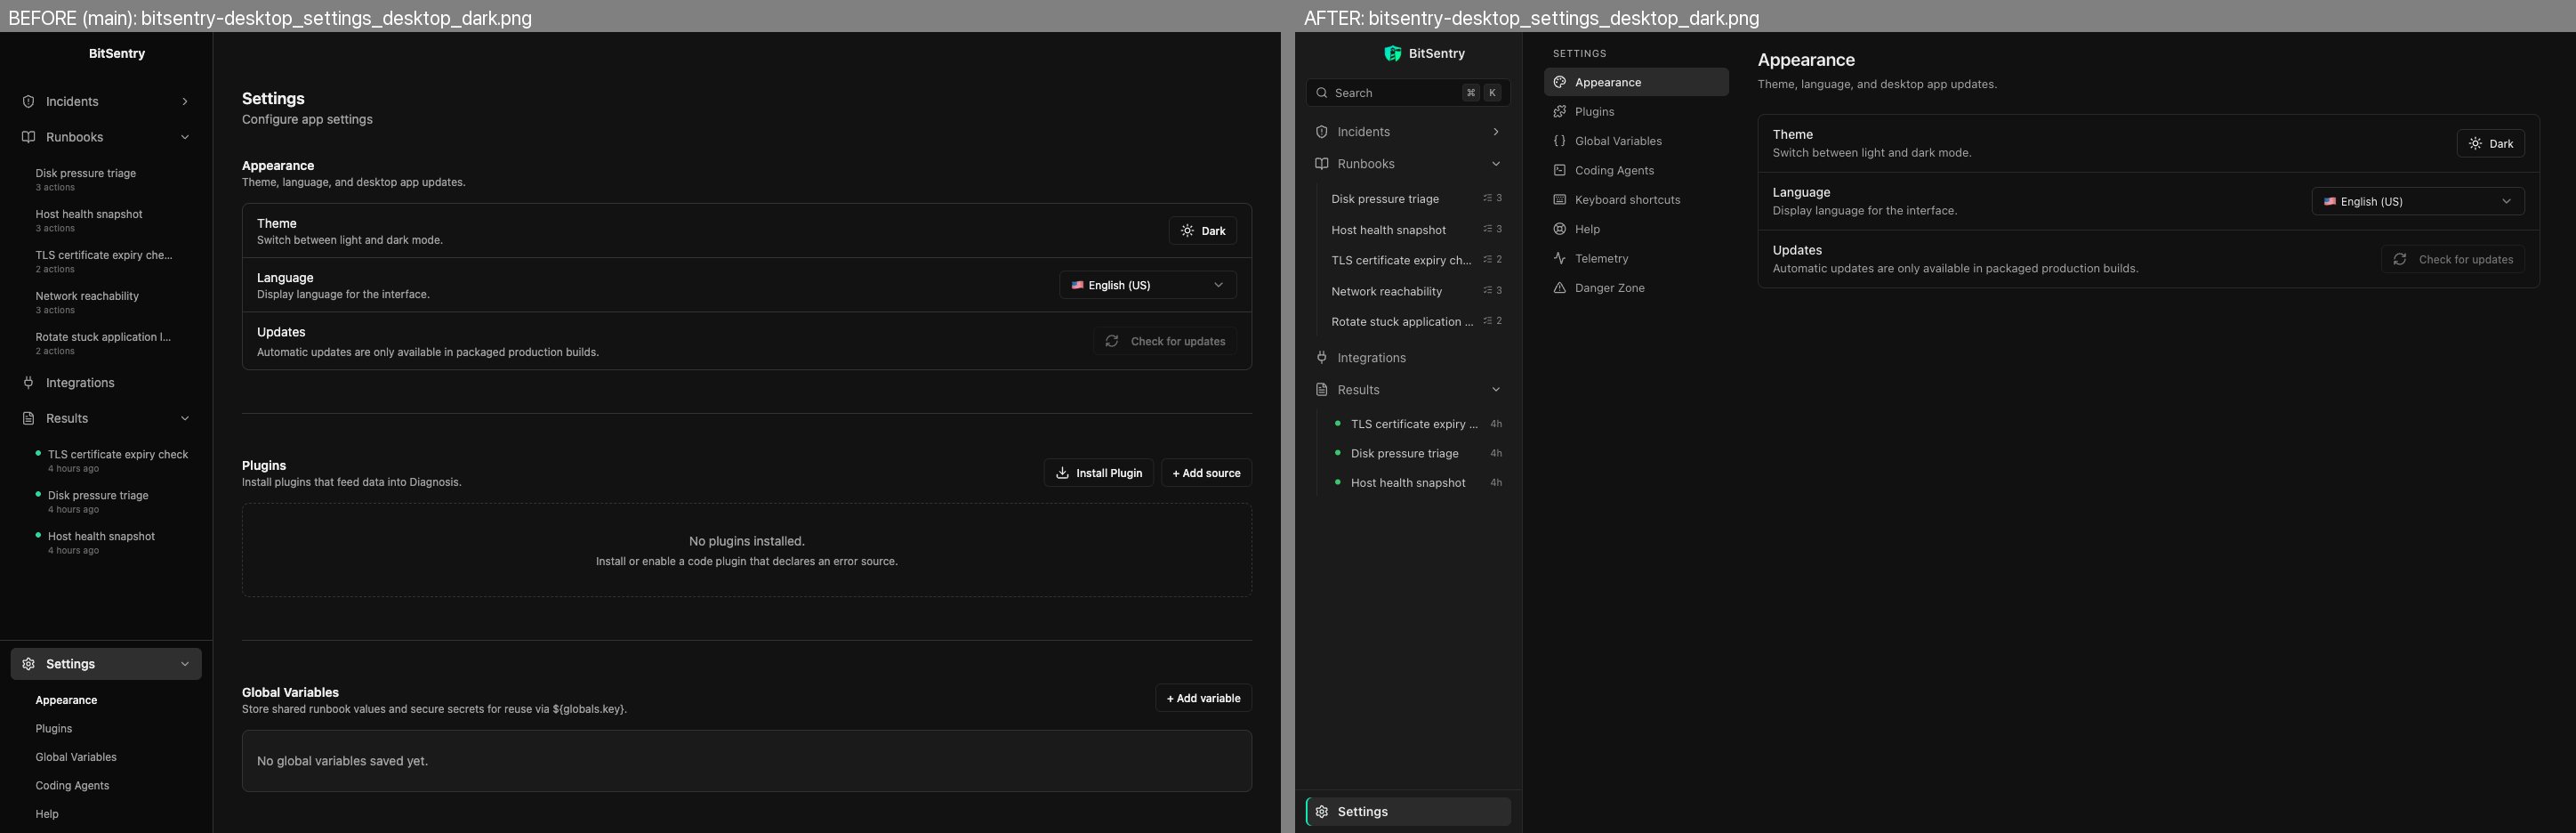 BEFORE (main): bitsentry-desktop_settings_desktop_dark.png
BitSentry
Incidents
Runbooks
Disk pressure triage
3 actions
Host health snapshot
3 actions
TLS certificate expiry che...
2 actions
Network reachability
3 actions
Rotate stuck application l...
2 actions
Integrations
Results
TLS certificate expiry check
4 hours ago
Disk pressure triage
4 hours ago
Host health snapshot
4 hours ago
Settings
Appearance
Plugins
Global Variables
Coding Agents
Help
Settings
Configure app settings
Appearance
Theme, language, and desktop app updates.
Theme
Switch between light and dark mode.
Dark
Language
Display language for the interface.
English (US)
Updates
Automatic updates are only available in packaged production builds.
Check for updates
Plugins
Install plugins that feed data into Diagnosis.
Install Plugin
+ Add source
No plugins installed.
Install or enable a code plugin that declares an error source.
Global Variables
Store shared runbook values and secure secrets for reuse via ${globals.key}.
+ Add variable
No global variables saved yet.
AFTER: bitsentry-desktop_settings_desktop_dark.png
BitSentry
Search ⌘ K
Incidents
Runbooks
Disk pressure triage 3
Host health snapshot 3
TLS certificate expiry ch... 2
Network reachability 3
Rotate stuck application ... 2
Integrations
Results
TLS certificate expiry ... 4h
Disk pressure triage 4h
Host health snapshot 4h
Settings
SETTINGS
Appearance
Plugins
Global Variables
Coding Agents
Keyboard shortcuts
Help
Telemetry
Danger Zone
Appearance
Theme, language, and desktop app updates.
Theme
Switch between light and dark mode.
Dark
Language
Display language for the interface.
English (US)
Updates
Automatic updates are only available in packaged production builds.
Check for updates